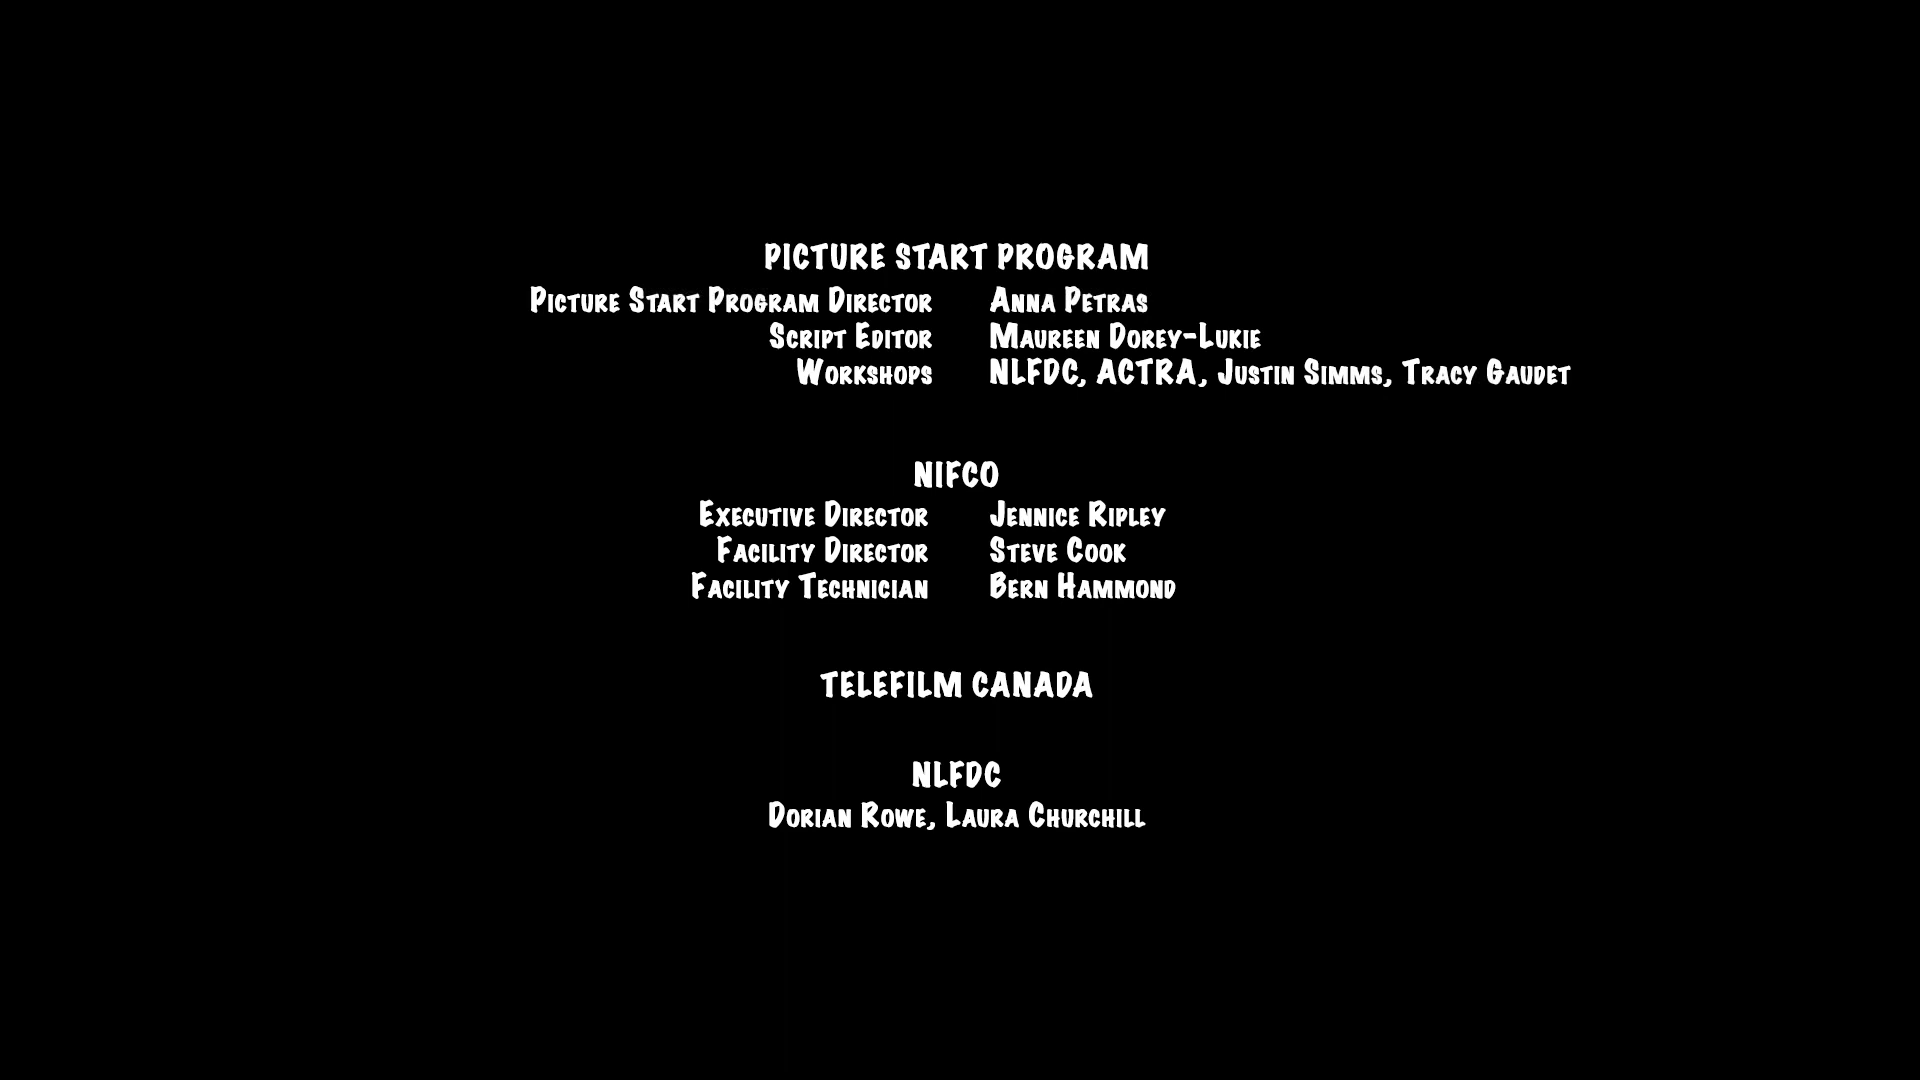 PICTURE START PROGRAM
Picture Start Program Director Anna Petras
Script Editor Maureen Dorey-Lukie
Workshops NLFDC, ACTRA, Justin Simms, Tracy Gaudet
NIFCO
Executive Director Jennice Ripley
Facility Director Steve Cook
Facility Technician Bern Hammond
TELEFILM CANADA
NLFDC
Dorian Rowe, Laura Churchill